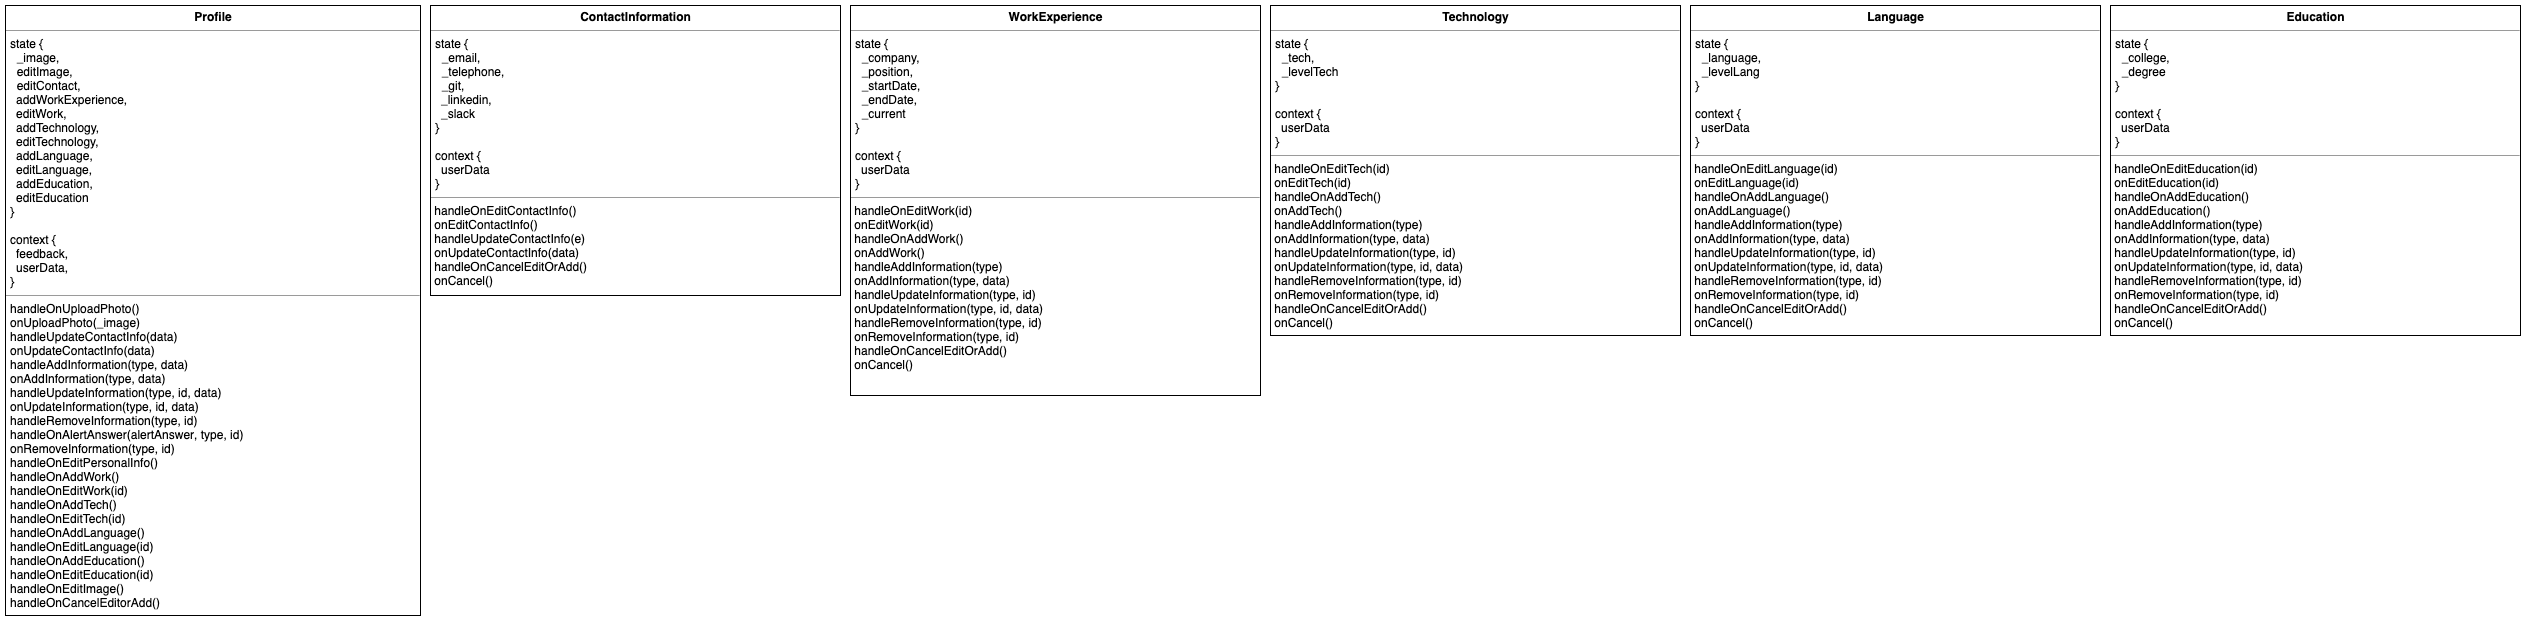 Profile
state {
_image,
editImage,
editContact,
addWorkExperience,
editWork,
addTechnology,
editTechnology,
addLanguage,
editLanguage,
addEducation,
editEducation
}
context {
feedback,
userData,
}
handleOnUploadPhoto()
onUploadPhoto(_image)
handleUpdateContactInfo(data)
onUpdateContactInfo(data)
handleAddInformation(type, data)
onAddInformation(type, data)
handleUpdateInformation(type, id, data)
onUpdateInformation(type, id, data)
handleRemoveInformation(type, id)
handleOnAlertAnswer(alertAnswer, type, id)
onRemoveInformation(type, id)
handleOnEditPersonalInfo()
handleOnAddWork()
handleOnEditWork(id)
handleOnAddTech()
handleOnEditTech(id)
handleOnAddLanguage()
handleOnEditLanguage(id)
handleOnAddEducation()
handleOnEditEducation(id)
handleOnEditImage()
handleOnCancelEditorAdd()
ContactInformation
state {
_email,
_telephone,
_git,
_linkedin,
_slack
}
context {
userData
}
handleOnEditContactInfo()
onEditContactInfo()
handleUpdateContactInfo(e)
onUpdateContactInfo(data)
handleOnCancelEditOrAdd()
onCancel()
WorkExperience
state {
_company,
_position,
_startDate,
_endDate,
_current
}
context {
userData
}
handleOnEditWork(id)
onEditWork(id)
handleOnAddWork()
onAddWork()
handleAddInformation(type)
onAddInformation(type, data)
handleUpdateInformation(type, id)
onUpdateInformation(type, id, data)
handleRemoveInformation(type, id)
onRemoveInformation(type, id)
handleOnCancelEditOrAdd()
onCancel()
Technology
state {
_tech,
_levelTech
}
context {
userData
}
handleOnEditTech(id)
onEditTech(id)
handleOnAddTech()
onAddTech()
handleAddInformation(type)
onAddInformation(type, data)
handleUpdateInformation(type, id)
onUpdateInformation(type, id, data)
handleRemoveInformation(type, id)
onRemoveInformation(type, id)
handleOnCancelEditOrAdd()
onCancel()
Language
state {
_language,
_levelLang
}
context {
userData
}
handleOnEditLanguage(id)
onEditLanguage(id)
handleOnAddLanguage()
onAddLanguage()
handleAddInformation(type)
onAddInformation(type, data)
handleUpdateInformation(type, id)
onUpdateInformation(type, id, data)
handleRemoveInformation(type, id)
onRemoveInformation(type, id)
handleOnCancelEditOrAdd()
onCancel()
Education
state {
_college,
_degree
}
context {
userData
}
handleOnEditEducation(id)
onEditEducation(id)
handleOnAddEducation()
onAddEducation()
handleAddInformation(type)
onAddInformation(type, data)
handleUpdateInformation(type, id)
onUpdateInformation(type, id, data)
handleRemoveInformation(type, id)
onRemoveInformation(type, id)
handleOnCancelEditOrAdd()
onCancel()